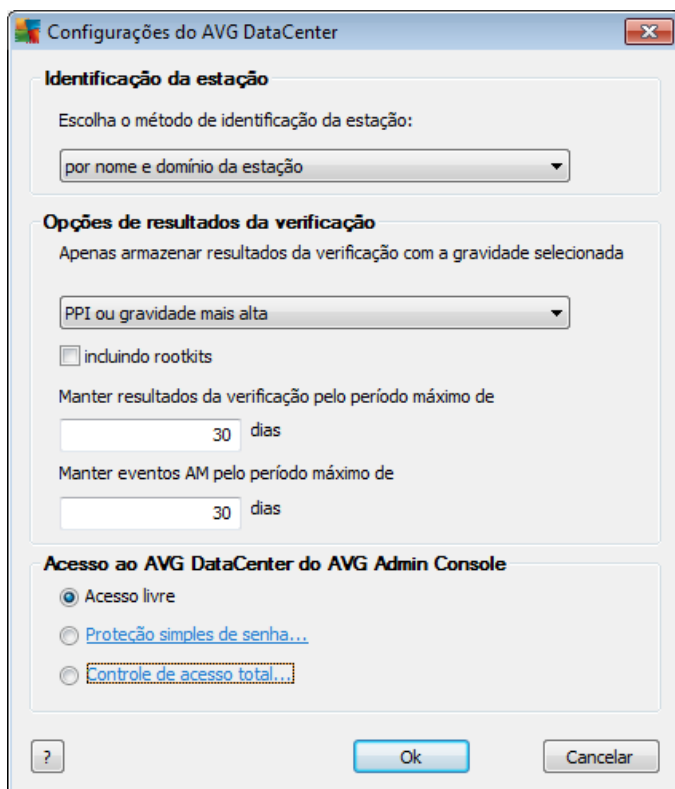 Configurações do AVG DataCenter
Identificação da estação
Escolha o método de identificação da estação:
por nome e domínio da estação
Opções de resultados da verificação
Apenas armazenar resultados da verificação com a gravidade selecionada
PPI ou gravidade mais alta
incluindo rootkits
Manter resultados da verificação pelo período máximo de
30 dias
Manter eventos AM pelo período máximo de
30 dias
Acesso ao AVG DataCenter do AVG Admin Console
Acesso livre
Proteção simples de senha...
Controle de acesso total...
? Ok Cancelar